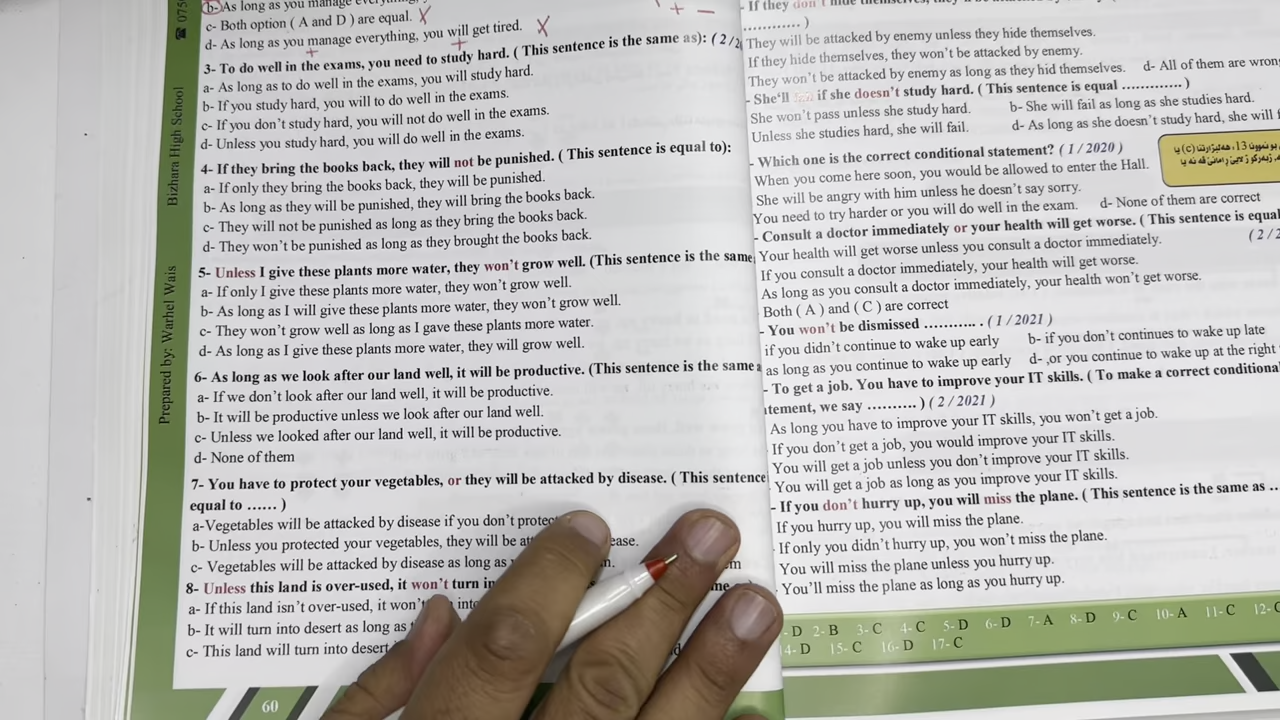 b- As long as you manage everything,
c- Both option ( A and D ) are equal. X
d- As long as you manage everything, you will get tired. X
3- To do well in the exams, you need to study hard. ( This sentence is the same as): ( 2/2
a- As long as to do well in the exams, you will study hard.
b- If you study hard, you will to do well in the exams.
c- If you don't study hard, you will not do well in the exams.
d- Unless you study hard, you will do well in the exams.
4- If they bring the books back, they will not be punished. ( This sentence is equal to):
a- If only they bring the books back, they will be punished.
b- As long as they will be punished, they will bring the books back.
c- They will not be punished as long as they bring the books back.
d- They won't be punished as long as they brought the books back.
5- Unless I give these plants more water, they won't grow well. (This sentence is the same
a- If only I give these plants more water, they won't grow well.
b- As long as I will give these plants more water, they won't grow well.
c- They won't grow well as long as I gave these plants more water.
d- As long as I give these plants more water, they will grow well.
6- As long as we look after our land well, it will be productive. (This sentence is the same a
a- If we don't look after our land well, it will be productive.
b- It will be productive unless we look after our land well.
c- Unless we looked after our land well, it will be productive.
d- None of them
7- You have to protect your vegetables, or they will be attacked by disease. ( This sentence
equal to ...... )
a-Vegetables will be attacked by disease if you don't protec
b- Unless you protected your vegetables, they will be at ease.
c- Vegetables will be attacked by disease as long as
8- Unless this land is over-used, it won't turn in
a- If this land isn't over-used, it won't
b- It will turn into desert as long as
c- This land will turn into desert
60
Prepared by: Warhel Wais
Bizhara High School
☎ 075
- If they don't hide themselves,
............ )
They will be attacked by enemy unless they hide themselves.
If they hide themselves, they won't be attacked by enemy.
They won't be attacked by enemy as long as they hid themselves. d- All of them are wron
- She'll if she doesn't study hard. ( This sentence is equal ............. )
She won't pass unless she study hard. b- She will fail as long as she studies hard.
Unless she studies hard, she will fail. d- As long as she doesn't study hard, she will
- Which one is the correct conditional statement? ( 1 / 2020 )
When you come here soon, you would be allowed to enter the Hall.
She will be angry with him unless he doesn't say sorry.
You need to try harder or you will do well in the exam. d- None of them are correct
- Consult a doctor immediately or your health will get worse. ( This sentence is equal
Your health will get worse unless you consult a doctor immediately. ( 2 / 2
If you consult a doctor immediately, your health will get worse.
As long as you consult a doctor immediately, your health won't get worse.
Both ( A ) and ( C ) are correct
- You won't be dismissed ........... . ( 1 / 2021 )
if you didn't continue to wake up early b- if you don't continues to wake up late
as long as you continue to wake up early d- ,or you continue to wake up at the right
- To get a job. You have to improve your IT skills. ( To make a correct conditional
tement, we say .......... ) ( 2 / 2021 )
As long you have to improve your IT skills, you won't get a job.
If you don't get a job, you would improve your IT skills.
You will get a job unless you don't improve your IT skills.
You will get a job as long as you improve your IT skills.
- If you don't hurry up, you will miss the plane. ( This sentence is the same as ..
If you hurry up, you will miss the plane.
If only you didn't hurry up, you won't miss the plane.
You will miss the plane unless you hurry up.
You'll miss the plane as long as you hurry up.
- D 2- B 3- C 4- C 5- D 6- D 7- A 8- D 9- C 10- A 11- C 12-
4- D 15- C 16- D 17- C